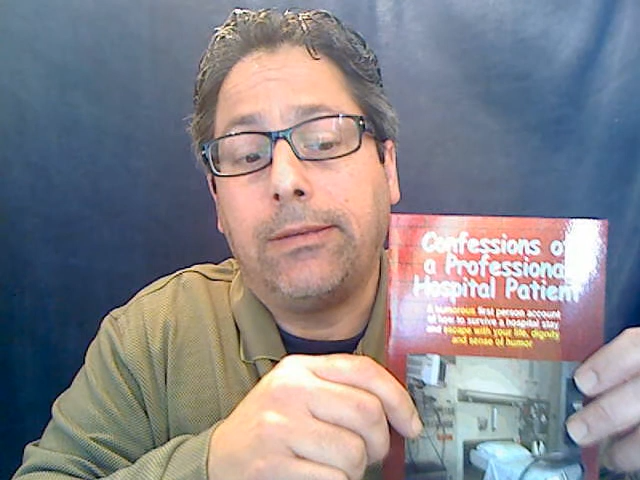 Confessions of
a Professional
Hospital Patient
A humorous first person account
of how to survive a hospital stay
and escape with your life, dignity
and sense of humor